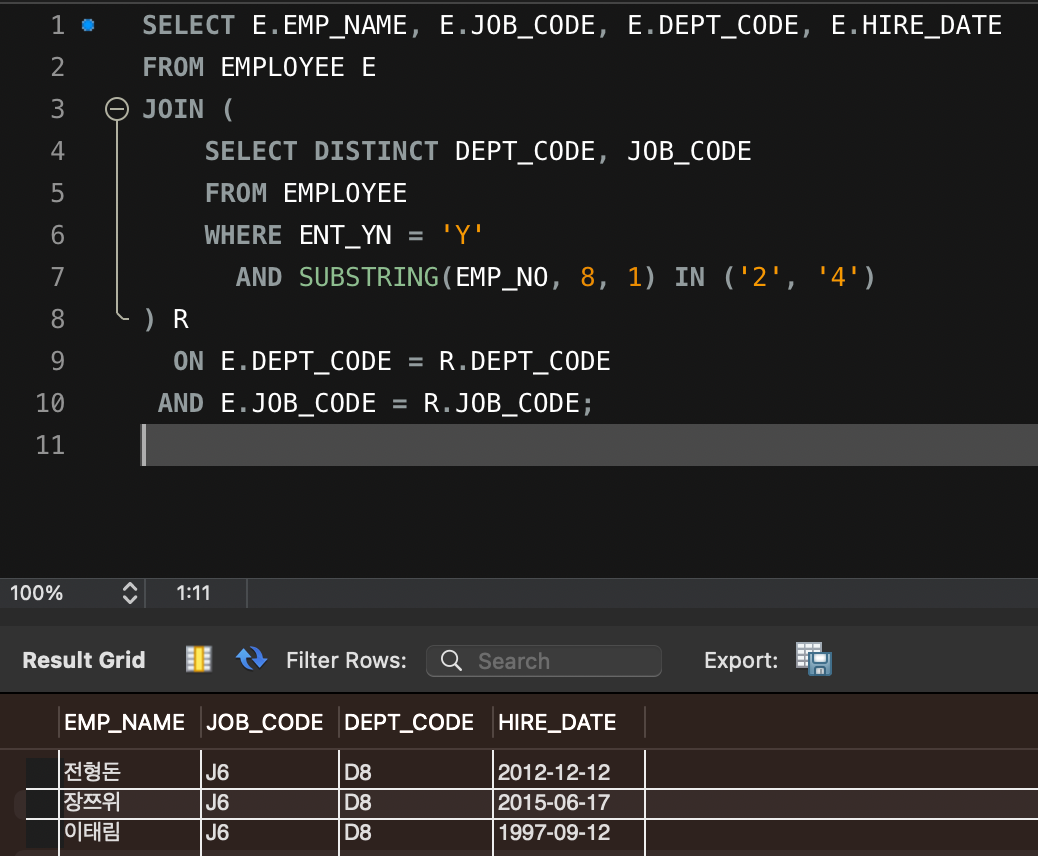 1 SELECT E.EMP_NAME, E.JOB_CODE, E.DEPT_CODE, E.HIRE_DATE
2 FROM EMPLOYEE E
3 JOIN (
4 SELECT DISTINCT DEPT_CODE, JOB_CODE
5 FROM EMPLOYEE
6 WHERE ENT_YN = 'Y'
7 AND SUBSTRING(EMP_NO, 8, 1) IN ('2', '4')
8 ) R
9 ON E.DEPT_CODE = R.DEPT_CODE
10 AND E.JOB_CODE = R.JOB_CODE;
11
100% 1:11
Result Grid Filter Rows: Search Export:
EMP_NAME JOB_CODE DEPT_CODE HIRE_DATE
전형돈 J6 D8 2012-12-12
장쯔위 J6 D8 2015-06-17
이태림 J6 D8 1997-09-12